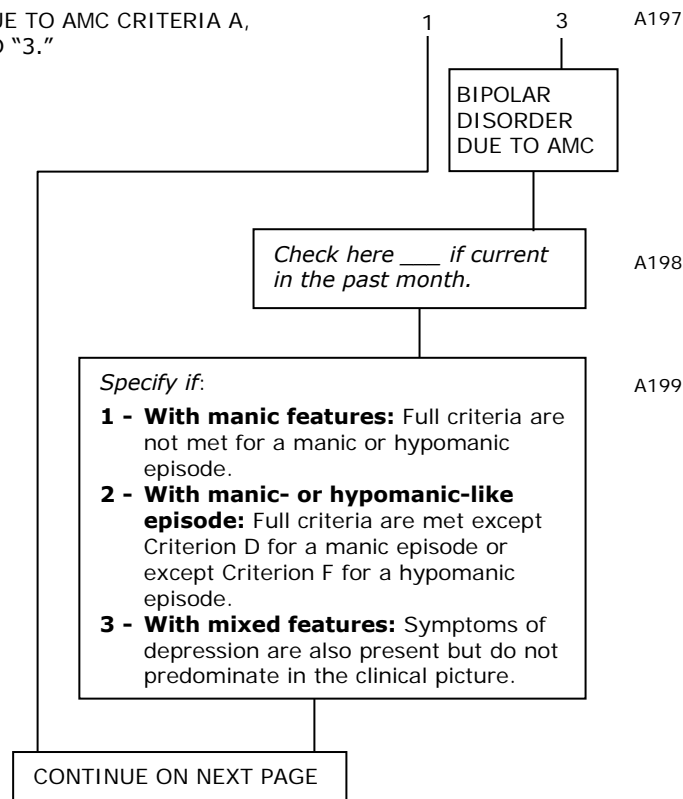 UE TO AMC CRITERIA A, 1 3 A197
"3."
BIPOLAR
DISORDER
DUE TO AMC
Check here ___ if current
in the past month.
A198
Specify if:
A199
1 - With manic features: Full criteria are
not met for a manic or hypomanic
episode.
2 - With manic- or hypomanic-like
episode: Full criteria are met except
Criterion D for a manic episode or
except Criterion F for a hypomanic
episode.
3 - With mixed features: Symptoms of
depression are also present but do not
predominate in the clinical picture.
CONTINUE ON NEXT PAGE